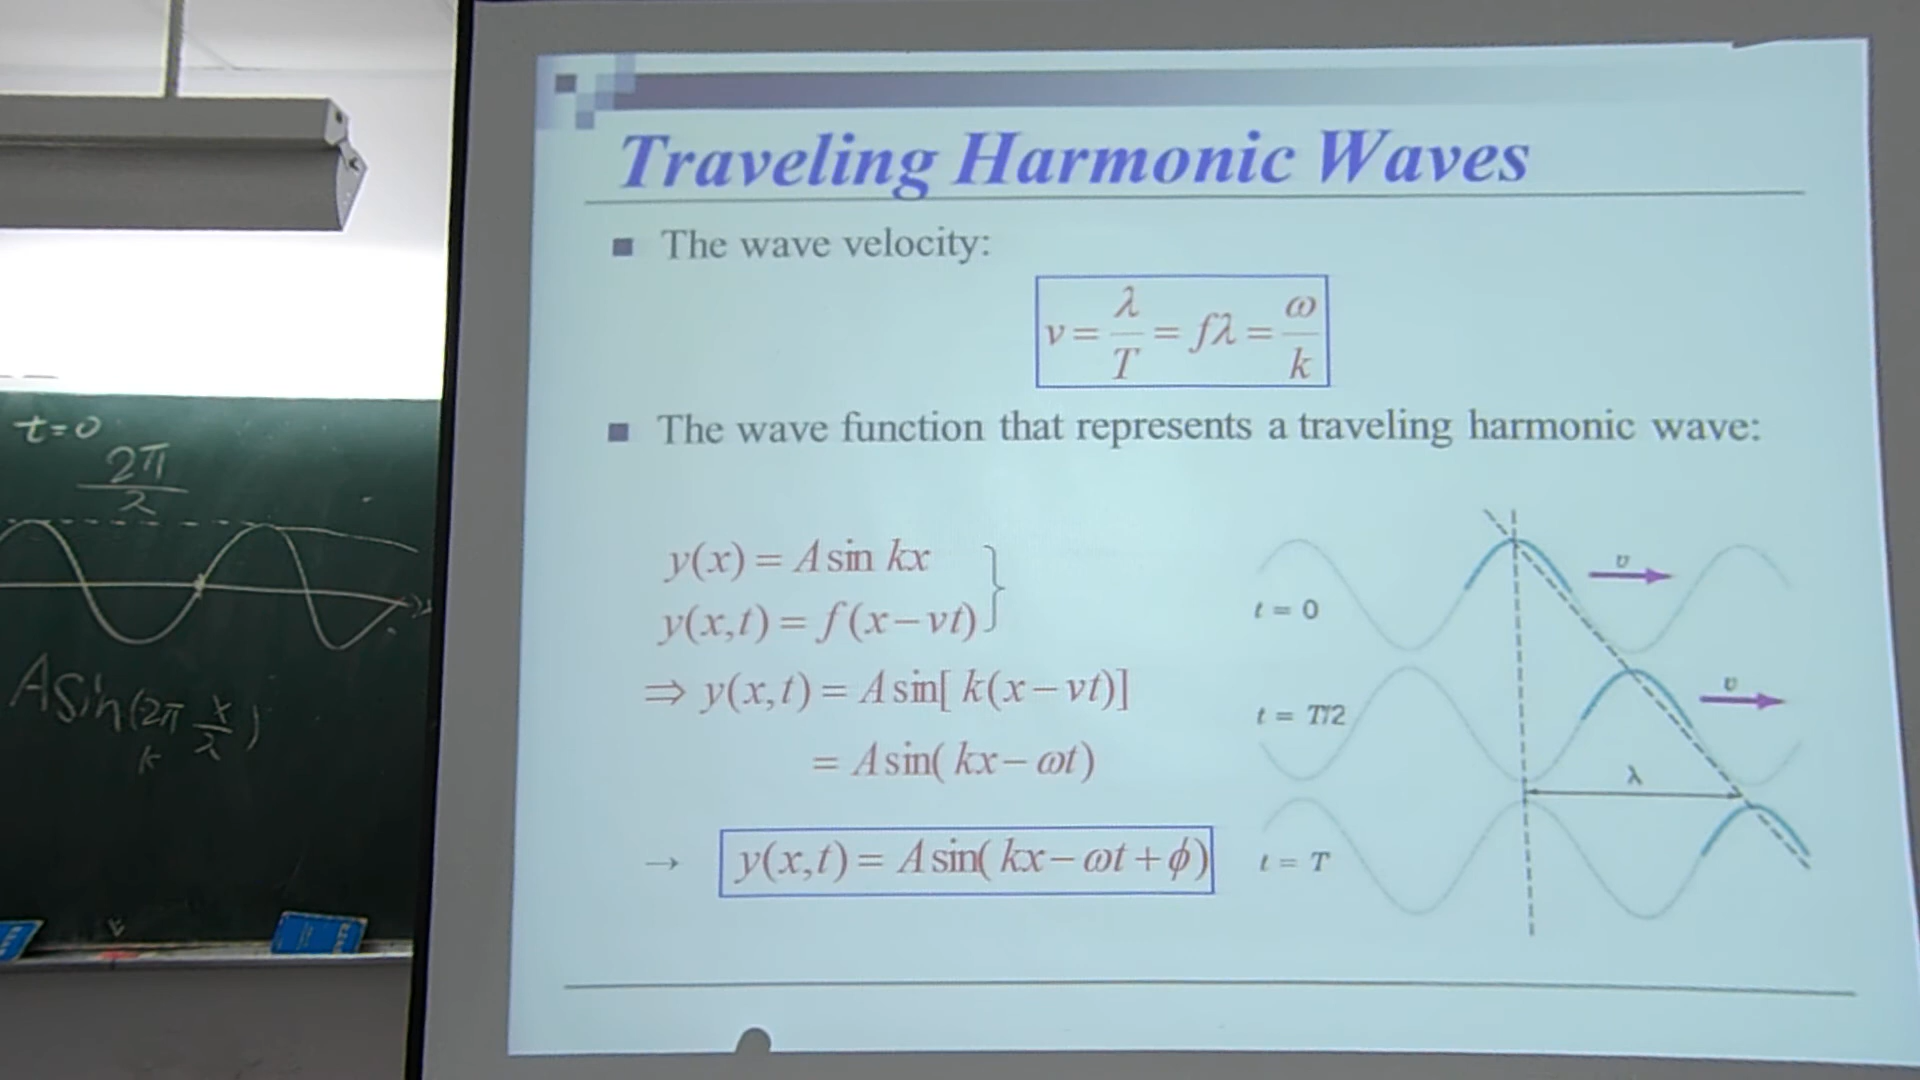 t=0
2π
λ
A sin(2π x/λ)
k
Traveling Harmonic Waves
■ The wave velocity:
v = λ/T = fλ = ω/k
■ The wave function that represents a traveling harmonic wave:
y(x) = A sin kx
y(x,t) = f(x−vt)
⇒ y(x,t) = A sin[ k(x−vt)]
= A sin( kx−ωt)
→ y(x,t) = A sin( kx−ωt+ϕ)
υ
t = 0
υ
t = T/2
λ
t = T